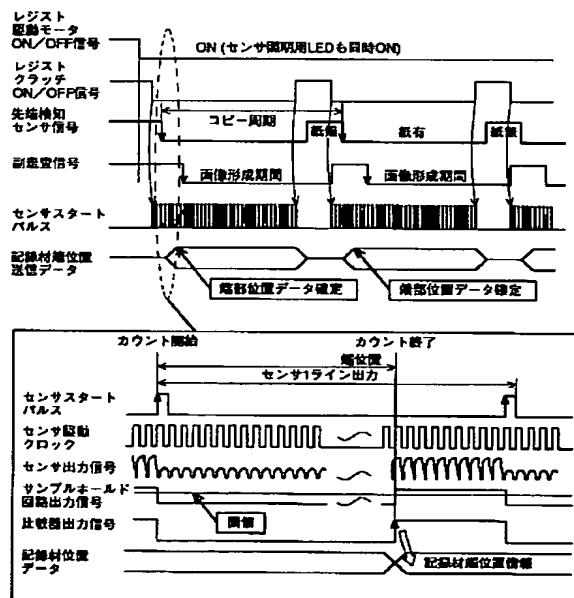 レジスト
駆動モータ
ON/OFF信号
ON (センサ照明用LEDも同時ON)
レジスト
クラッチ
ON/OFF信号
先端検知
センサ信号
コピー周期
紙無
紙有
紙無
副走査信号
画像形成期間
画像形成期間
センサスタート
パルス
記録材端位置
送信データ
端部位置データ確定
端部位置データ確定
カウント開始
カウント終了
端位置
センサ1ライン出力
センサスタート
パルス
センサ駆動
クロック
センサ出力信号
サンプルホールド
回路出力信号
閾値
比較器出力信号
記録材位置
データ
記録材端位置情報